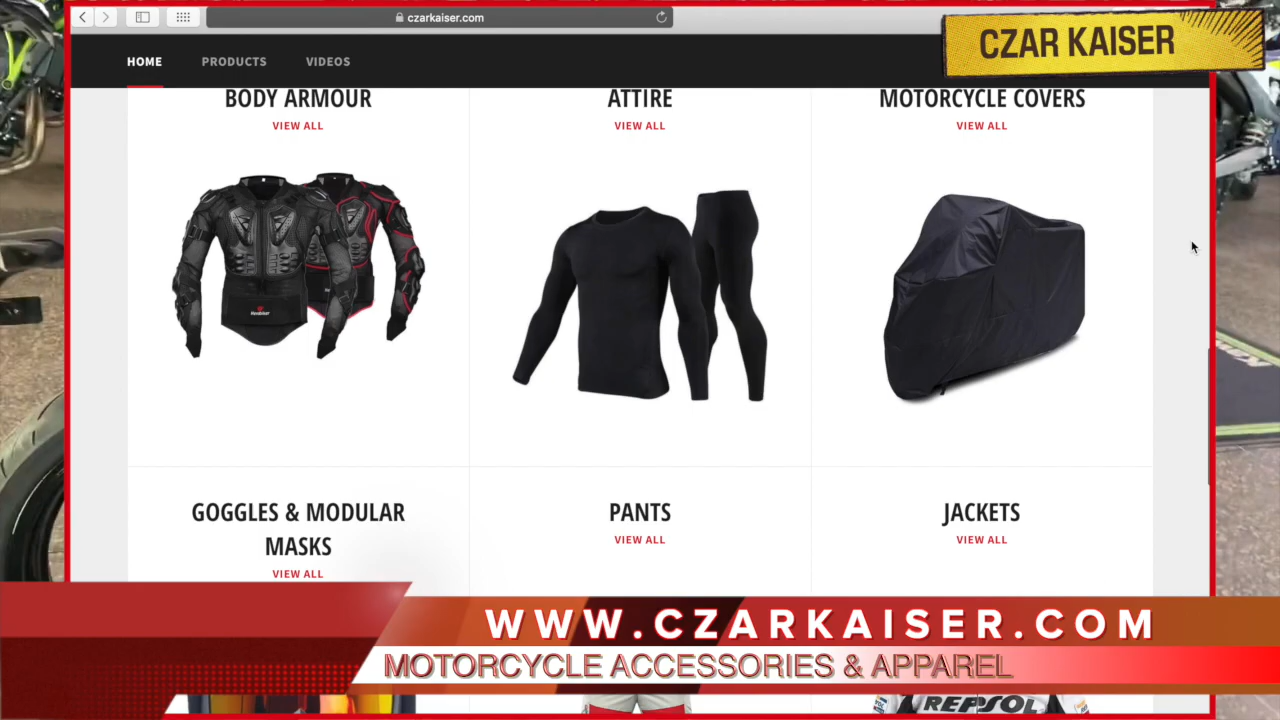 czarkaiser.com
CZAR KAISER
HOME PRODUCTS VIDEOS
BODY ARMOUR
VIEW ALL
ATTIRE
VIEW ALL
MOTORCYCLE COVERS
VIEW ALL
GOGGLES & MODULAR
MASKS
VIEW ALL
PANTS
VIEW ALL
JACKETS
VIEW ALL
WWW.CZARKAISER.COM
MOTORCYCLE ACCESSORIES & APPAREL
REPSOL